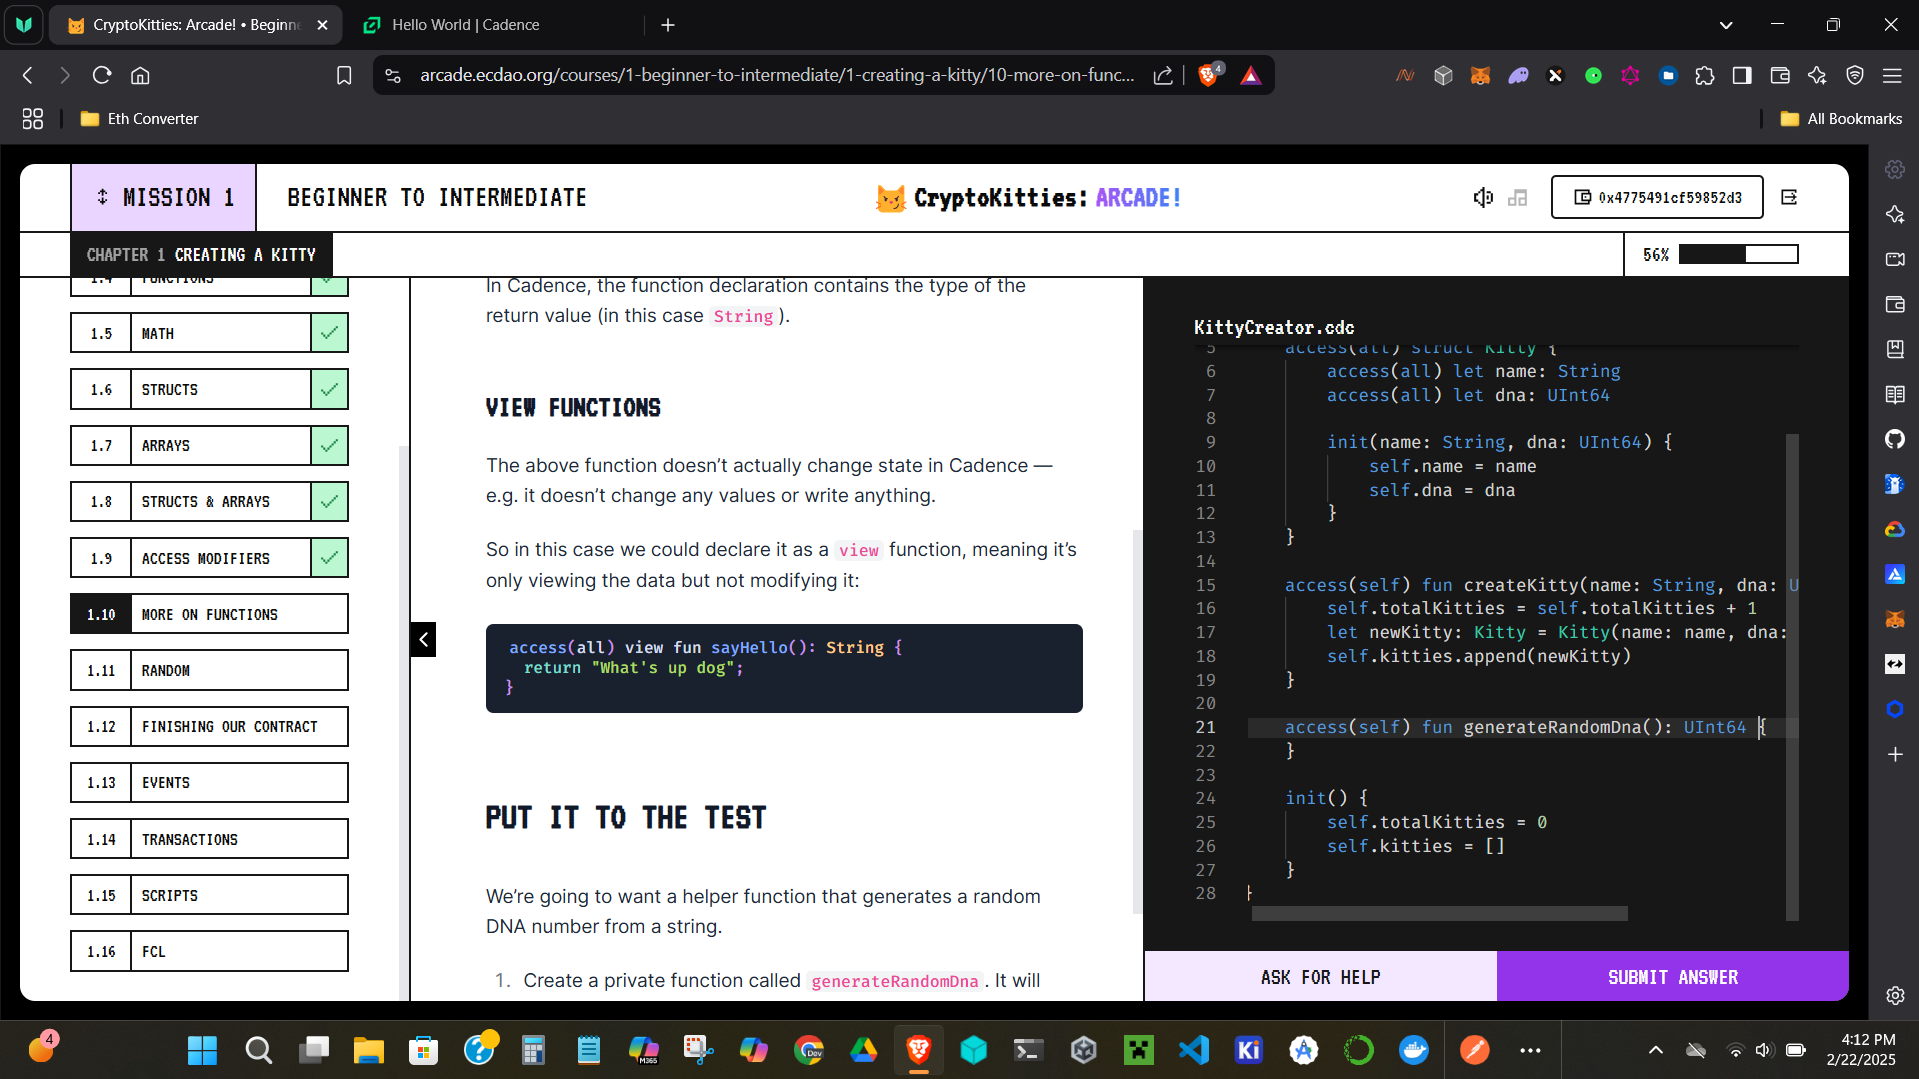 CryptoKitties: Arcade! • Beginne
Hello World | Cadence
arcade.ecdao.org/courses/1-beginner-to-intermediate/1-creating-a-kitty/10-more-on-func...
4
Eth Converter
All Bookmarks
MISSION 1
BEGINNER TO INTERMEDIATE
CryptoKitties: ARCADE!
0x4775491cf59852d3
CHAPTER 1 CREATING A KITTY
56%
1.4 FUNCTIONS
1.5 MATH
1.6 STRUCTS
1.7 ARRAYS
1.8 STRUCTS & ARRAYS
1.9 ACCESS MODIFIERS
1.10 MORE ON FUNCTIONS
1.11 RANDOM
1.12 FINISHING OUR CONTRACT
1.13 EVENTS
1.14 TRANSACTIONS
1.15 SCRIPTS
1.16 FCL
In Cadence, the function declaration contains the type of the
return value (in this case String ).
VIEW FUNCTIONS
The above function doesn’t actually change state in Cadence —
e.g. it doesn’t change any values or write anything.
So in this case we could declare it as a view function, meaning it’s
only viewing the data but not modifying it:
access(all) view fun sayHello(): String {
return "What's up dog";
}
PUT IT TO THE TEST
We’re going to want a helper function that generates a random
DNA number from a string.
1. Create a private function called generateRandomDna . It will
KittyCreator.cdc
5 access(all) struct Kitty {
6 access(all) let name: String
7 access(all) let dna: UInt64
8
9 init(name: String, dna: UInt64) {
10 self.name = name
11 self.dna = dna
12 }
13 }
14
15 access(self) fun createKitty(name: String, dna: U
16 self.totalKitties = self.totalKitties + 1
17 let newKitty: Kitty = Kitty(name: name, dna:
18 self.kitties.append(newKitty)
19 }
20
21 access(self) fun generateRandomDna(): UInt64 {
22 }
23
24 init() {
25 self.totalKitties = 0
26 self.kitties = []
27 }
28 }
ASK FOR HELP
SUBMIT ANSWER
4
M365
Dev
Ki
4:12 PM
2/22/2025